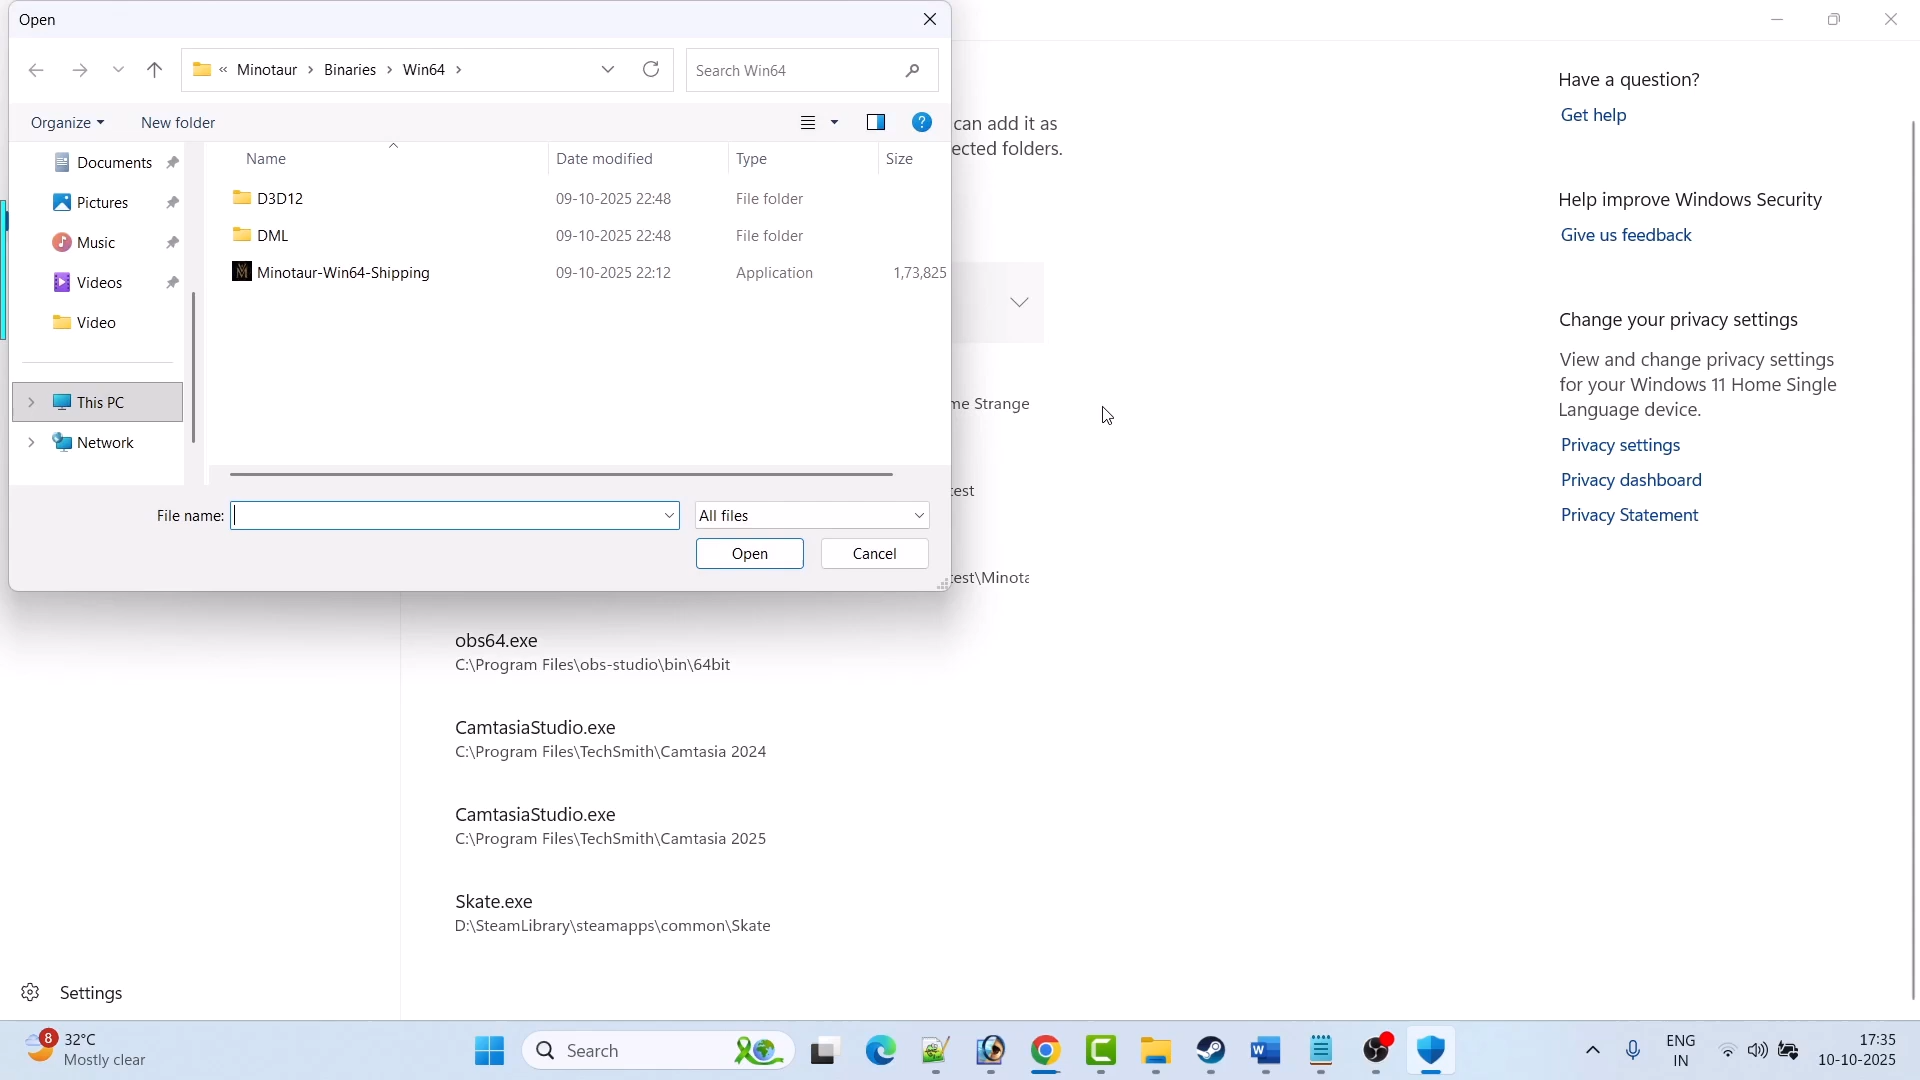 Open
« Minotaur > Binaries > Win64 >
Search Win64
Organize
New folder
?
Documents
Pictures
Music
Videos
Video
This PC
Network
Name
Date modified
Type
Size
D3D12
09-10-2025 22:48
File folder
DML
09-10-2025 22:48
File folder
Minotaur-Win64-Shipping
09-10-2025 22:12
Application
1,73,825
File name:
All files
Open
Cancel
can add it as
ected folders.
me Strange
test
test\Minota
obs64.exe
C:\Program Files\obs-studio\bin\64bit
CamtasiaStudio.exe
C:\Program Files\TechSmith\Camtasia 2024
CamtasiaStudio.exe
C:\Program Files\TechSmith\Camtasia 2025
Skate.exe
D:\SteamLibrary\steamapps\common\Skate
Have a question?
Get help
Help improve Windows Security
Give us feedback
Change your privacy settings
View and change privacy settings
for your Windows 11 Home Single
Language device.
Privacy settings
Privacy dashboard
Privacy Statement
Settings
8
32°C
Mostly clear
Search
ENG
IN
17:35
10-10-2025